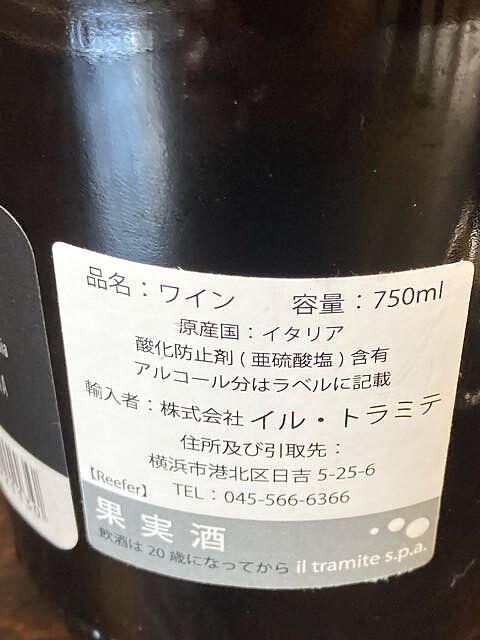 品名：ワイン　容量：750ml
原産国：イタリア
酸化防止剤(亜硫酸塩)含有
アルコール分はラベルに記載
輸入者：株式会社イル・トラミテ
住所及び引取先：
横浜市港北区日吉 5-25-6
【Reefer】 TEL：045-566-6366
果実酒
飲酒は 20 歳になってから il tramite s.p.a.